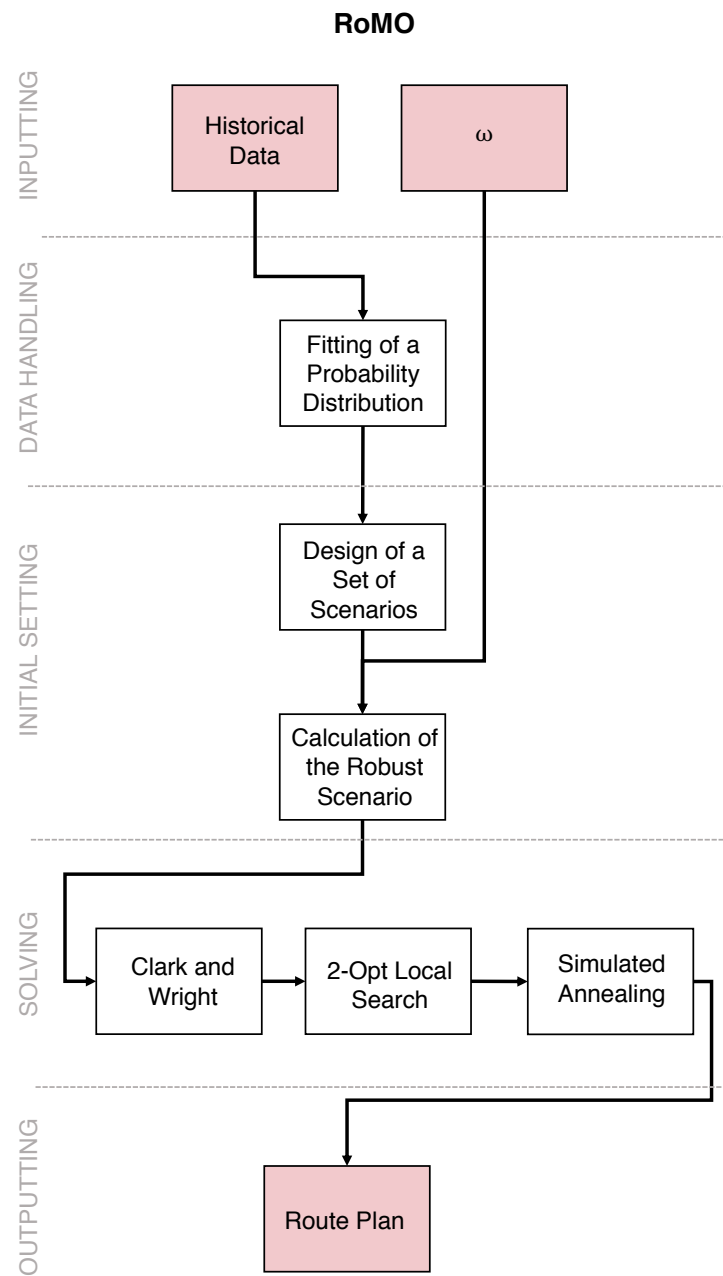 RoMO
INPUTTING
Historical
Data
ω
DATA HANDLING
Fitting of a
Probability
Distribution
INITIAL SETTING
Design of a
Set of
Scenarios
Calculation of
the Robust
Scenario
SOLVING
Clark and
Wright
2-Opt Local
Search
Simulated
Annealing
OUTPUTTING
Route Plan